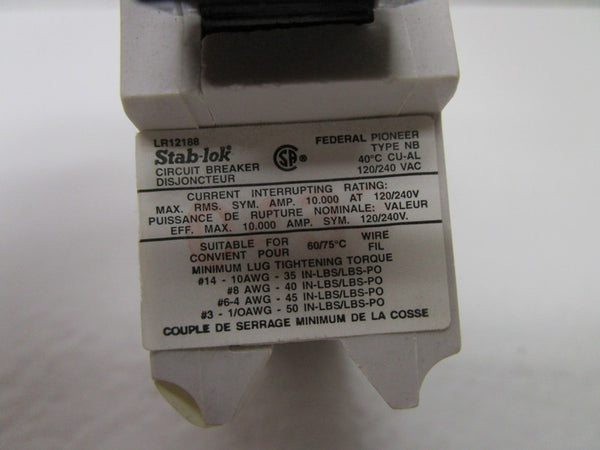 LR12188
FEDERAL PIONEER
Stab-lok
TYPE NB
CIRCUIT BREAKER
40°C CU-AL
DISJONCTEUR
120/240 VAC
CURRENT INTERRUPTING RATING:
MAX. RMS. SYM. AMP. 10.000 AT 120/240V
PUISSANCE DE RUPTURE NOMINALE: VALEUR
EFF. MAX. 10.000 AMP. SYM. 120/240V.
SUITABLE FOR 60/75°C WIRE
CONVIENT POUR FIL
MINIMUM LUG TIGHTENING TORQUE
#14 - 10AWG - 35 IN-LBS/LBS-PO
#8 AWG - 40 IN-LBS/LBS-PO
#6-4 AWG - 45 IN-LBS/LBS-PO
#3 - 1/OAWG - 50 IN-LBS/LBS-PO
COUPLE DE SERRAGE MINIMUM DE LA COSSE